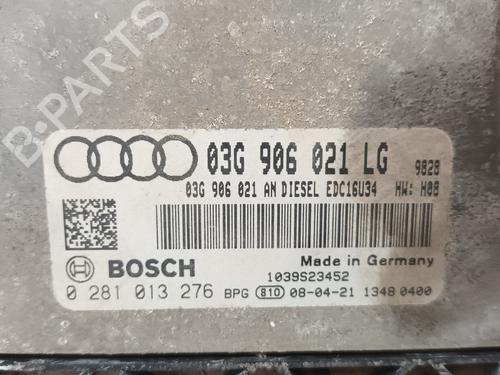 B-PARTS
03G 906 021 LG 9828
03G 906 021 AN DIESEL EDC16U34 HW: H08
BOSCH
Made in Germany
1039S23452
0 281 013 276 BPG 810 08-04-21 1348 0400